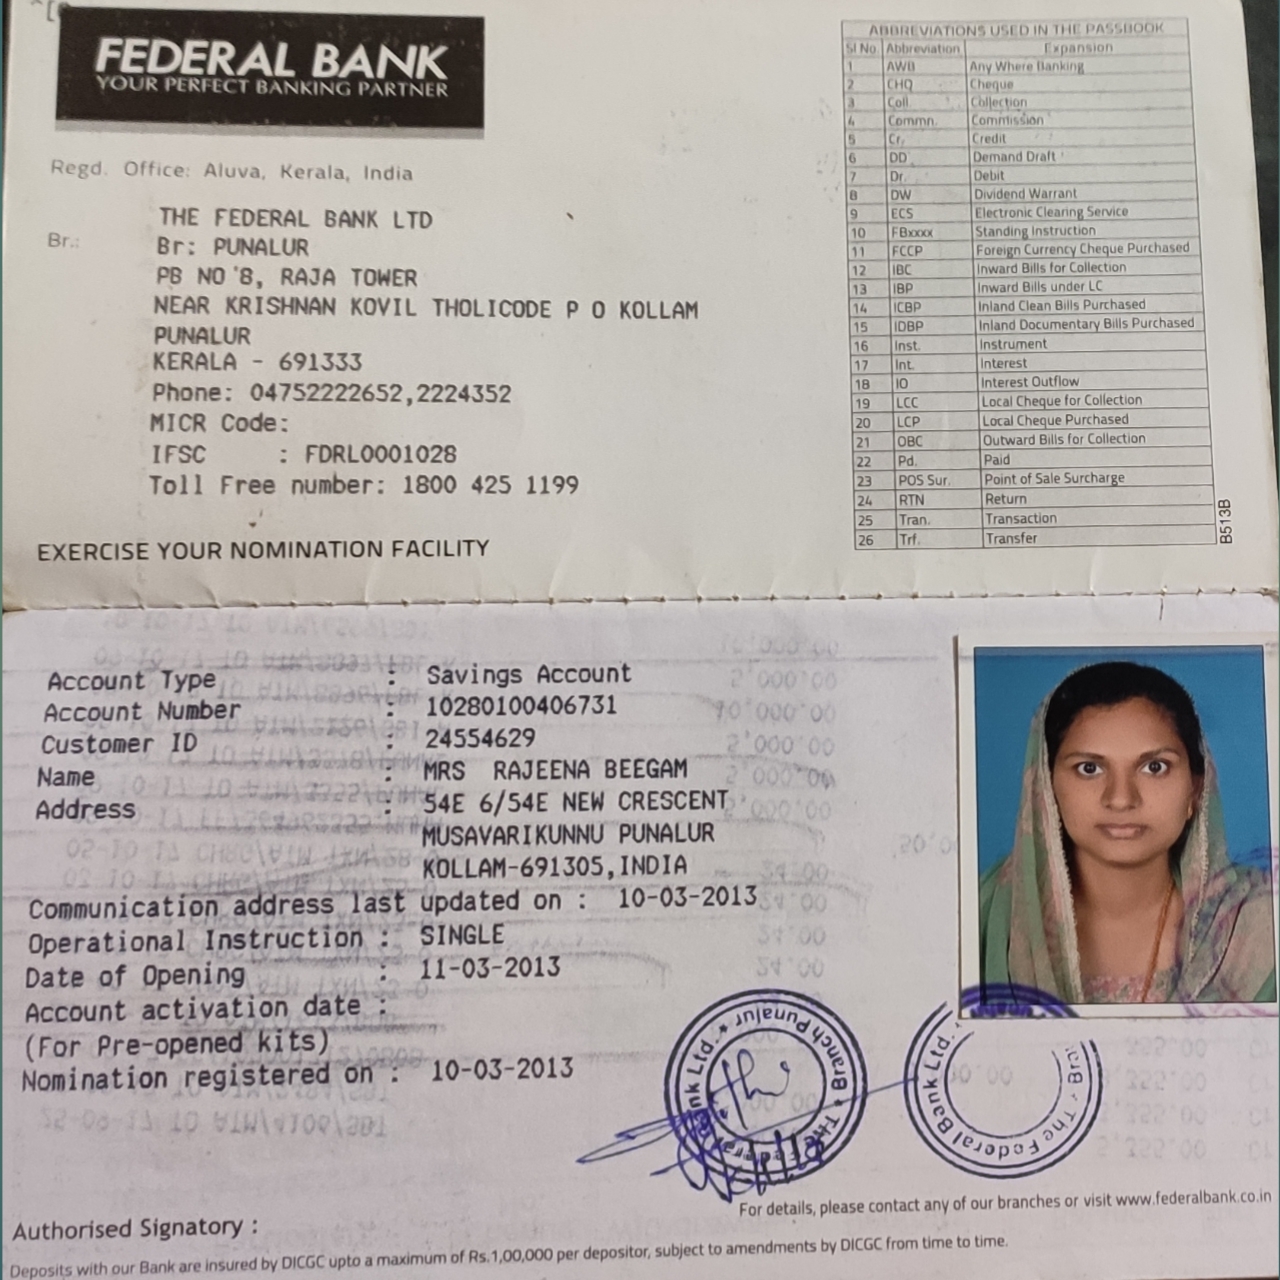 FEDERAL BANK
YOUR PERFECT BANKING PARTNER
Regd. Office: Aluva, Kerala, India
THE FEDERAL BANK LTD
Br.: Br: PUNALUR
PB NO 8, RAJA TOWER
NEAR KRISHNAN KOVIL THOLICODE P O KOLLAM
PUNALUR
KERALA - 691333
Phone: 04752222652,2224352
MICR Code:
IFSC : FDRL0001028
Toll Free number: 1800 425 1199
EXERCISE YOUR NOMINATION FACILITY
ABBREVIATIONS USED IN THE PASSBOOK
Sl No. Abbreviation Expansion
1 AWB Any Where Banking
2 CHQ Cheque
3 Coll. Collection
4 Commn. Commission
5 Cr. Credit
6 DD Demand Draft
7 Dr. Debit
8 DW Dividend Warrant
9 ECS Electronic Clearing Service
10 FBxxxx Standing Instruction
11 FCCP Foreign Currency Cheque Purchased
12 IBC Inward Bills for Collection
13 IBP Inward Bills under LC
14 ICBP Inland Clean Bills Purchased
15 IDBP Inland Documentary Bills Purchased
16 Inst. Instrument
17 Int. Interest
18 IO Interest Outflow
19 LCC Local Cheque for Collection
20 LCP Local Cheque Purchased
21 OBC Outward Bills for Collection
22 Pd. Paid
23 POS Sur. Point of Sale Surcharge
24 RTN Return
25 Tran. Transaction
26 Trf. Transfer
B513B
Account Type : Savings Account
Account Number : 10280100406731
Customer ID : 24554629
Name : MRS RAJEENA BEEGAM
Address : 54E 6/54E NEW CRESCENT
MUSAVARIKUNNU PUNALUR
KOLLAM-691305,INDIA
Communication address last updated on : 10-03-2013
Operational Instruction : SINGLE
Date of Opening : 11-03-2013
Account activation date :
(For Pre-opened kits)
Nomination registered on : 10-03-2013
The Federal Bank Ltd. Branch Punalur
The Federal Bank Ltd.
For details, please contact any of our branches or visit www.federalbank.co.in
Authorised Signatory :
Deposits with our Bank are insured by DICGC upto a maximum of Rs.1,00,000 per depositor, subject to amendments by DICGC from time to time.